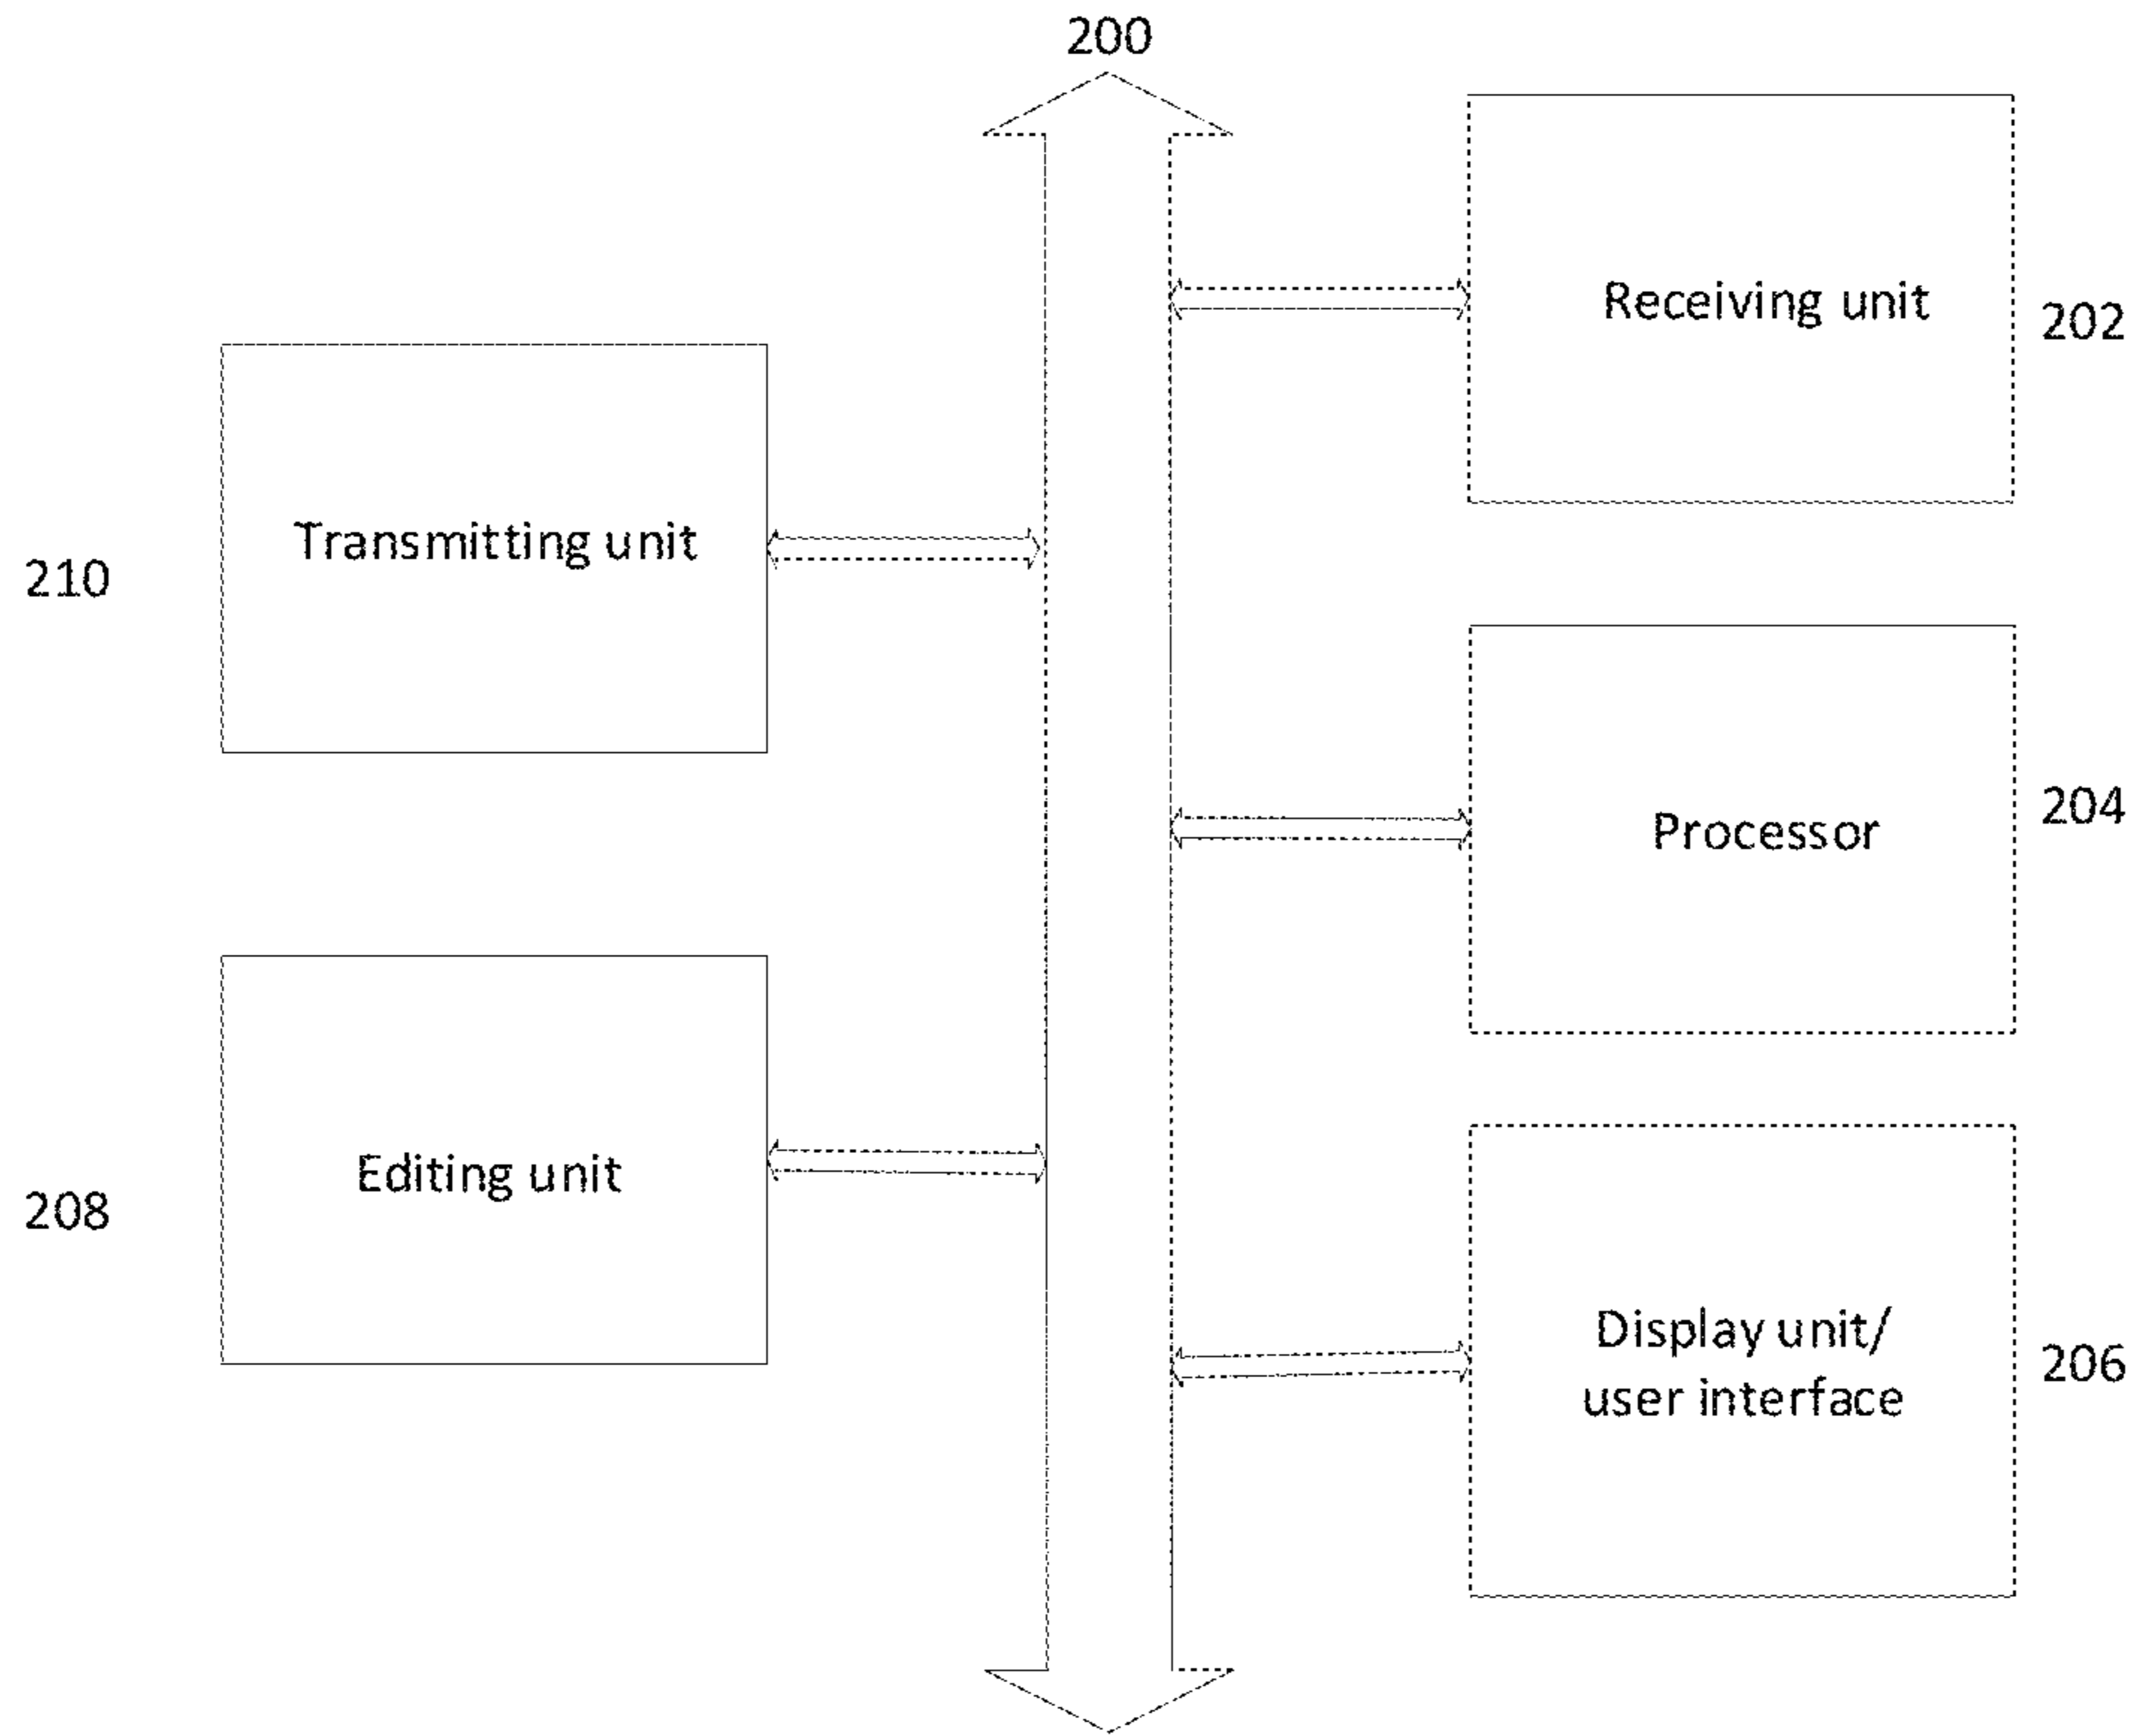 200
Receiving unit
202
Transmitting unit
210
Processor
204
Editing unit
208
Display unit/
user interface
206